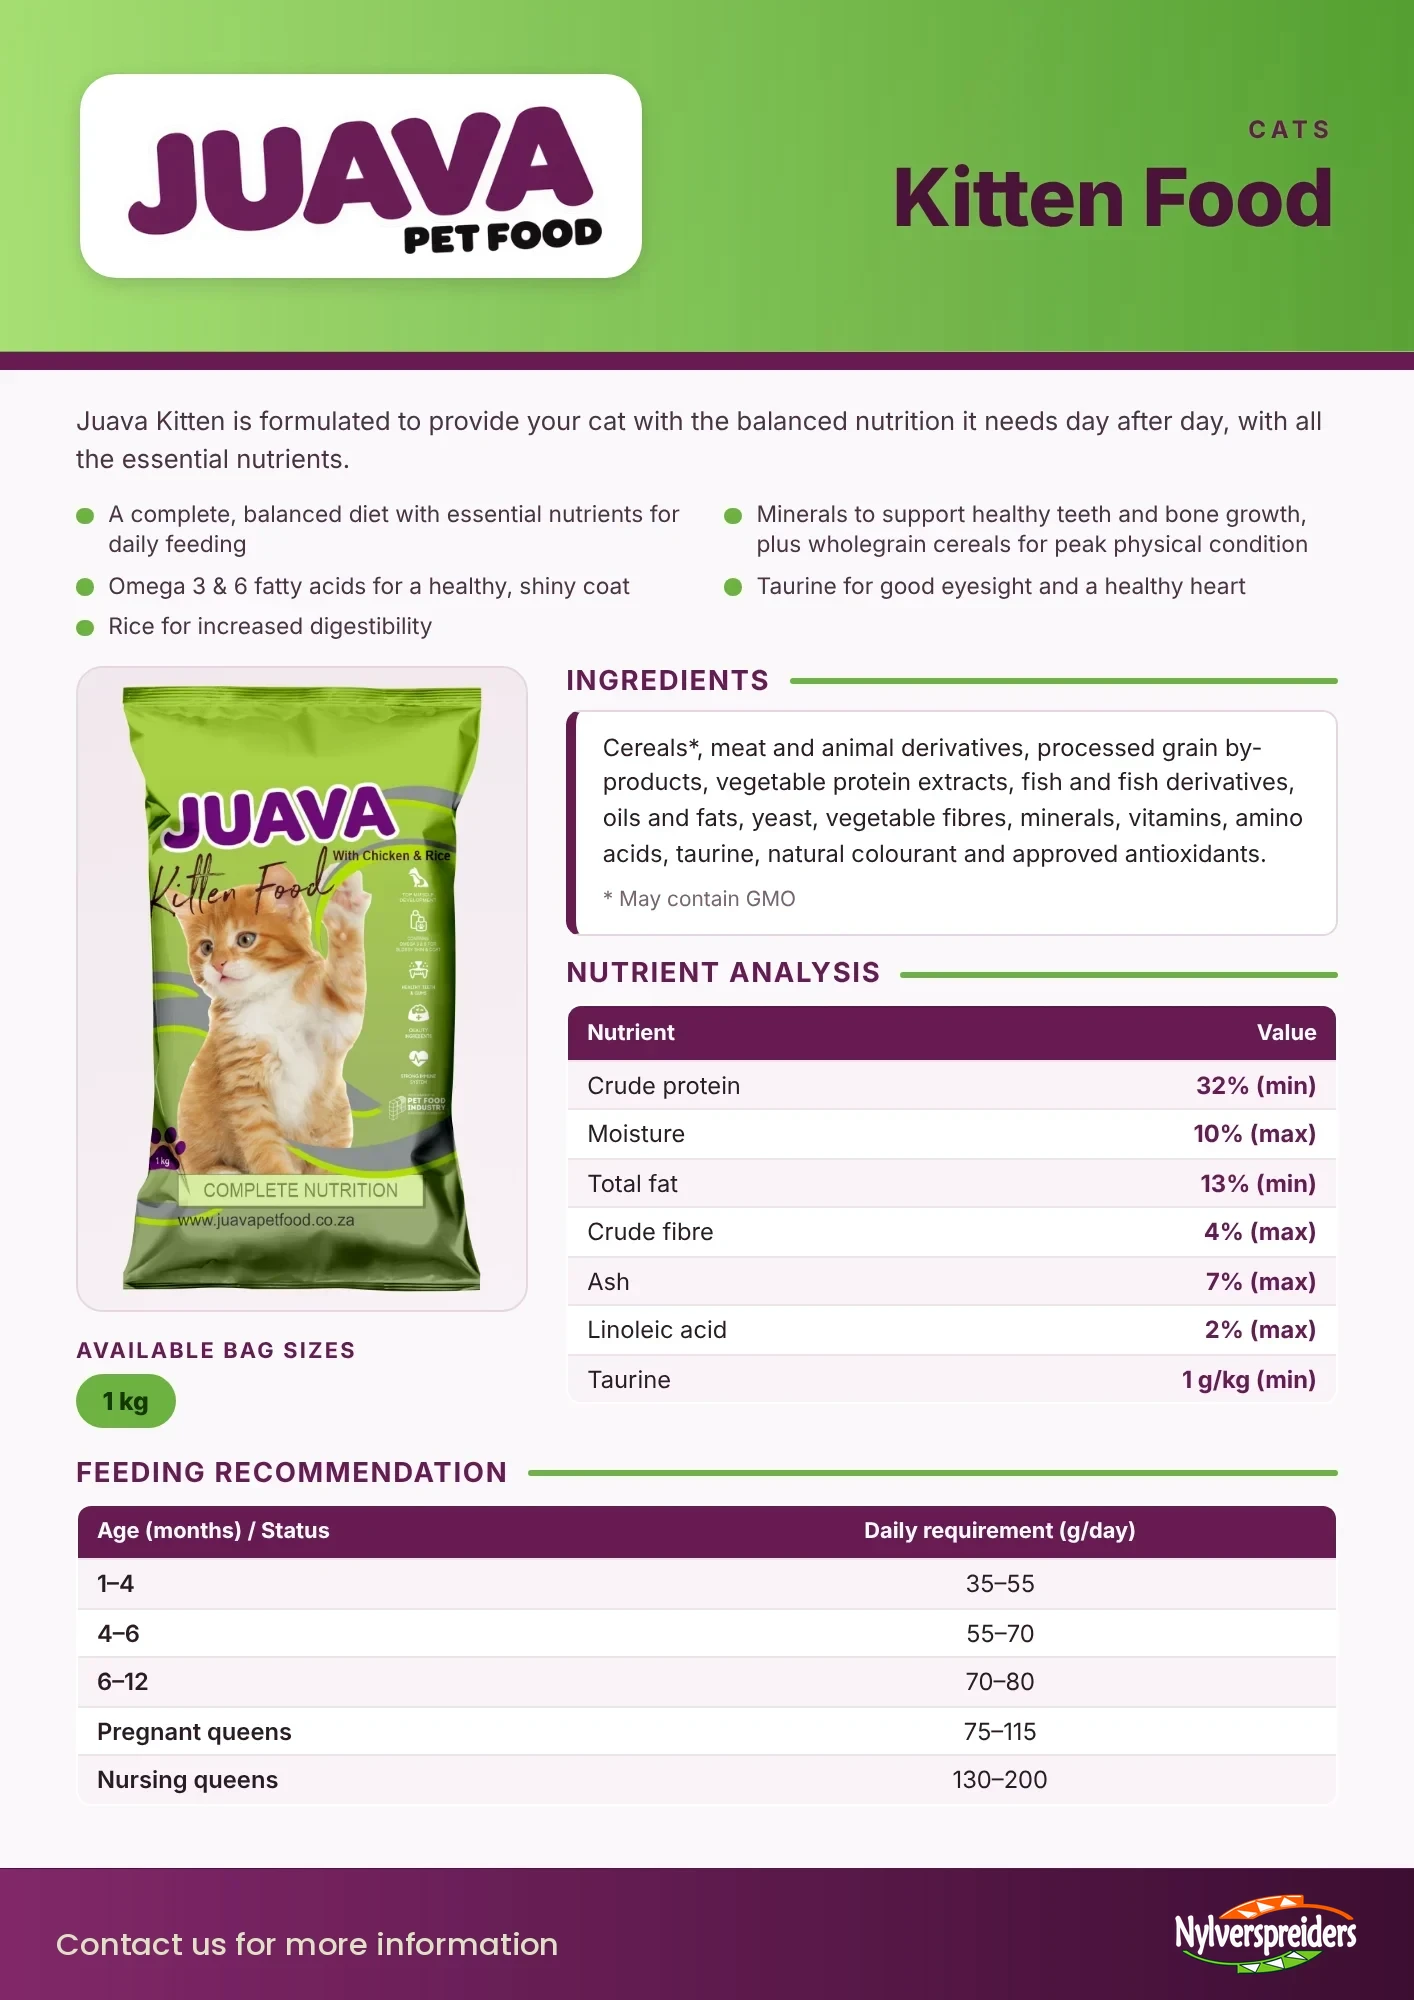 JUAVA
PET FOOD
CATS
Kitten Food
Juava Kitten is formulated to provide your cat with the balanced nutrition it needs day after day, with all
the essential nutrients.
A complete, balanced diet with essential nutrients for
daily feeding
Minerals to support healthy teeth and bone growth,
plus wholegrain cereals for peak physical condition
Omega 3 & 6 fatty acids for a healthy, shiny coat
Taurine for good eyesight and a healthy heart
Rice for increased digestibility
JUAVA
With Chicken & Rice
Kitten Food
HEALTHY TEETH
& BONE
QUALITY
INGREDIENTS
PET FOOD
INDUSTRY
1 kg
COMPLETE NUTRITION
www.juavapetfood.co.za
AVAILABLE BAG SIZES
1 kg
INGREDIENTS
Cereals*, meat and animal derivatives, processed grain by-
products, vegetable protein extracts, fish and fish derivatives,
oils and fats, yeast, vegetable fibres, minerals, vitamins, amino
acids, taurine, natural colourant and approved antioxidants.
* May contain GMO
NUTRIENT ANALYSIS
Nutrient Value
Crude protein 32% (min)
Moisture 10% (max)
Total fat 13% (min)
Crude fibre 4% (max)
Ash 7% (max)
Linoleic acid 2% (max)
Taurine 1 g/kg (min)
FEEDING RECOMMENDATION
Age (months) / Status Daily requirement (g/day)
1–4 35–55
4–6 55–70
6–12 70–80
Pregnant queens 75–115
Nursing queens 130–200
Contact us for more information
Nylverspreiders